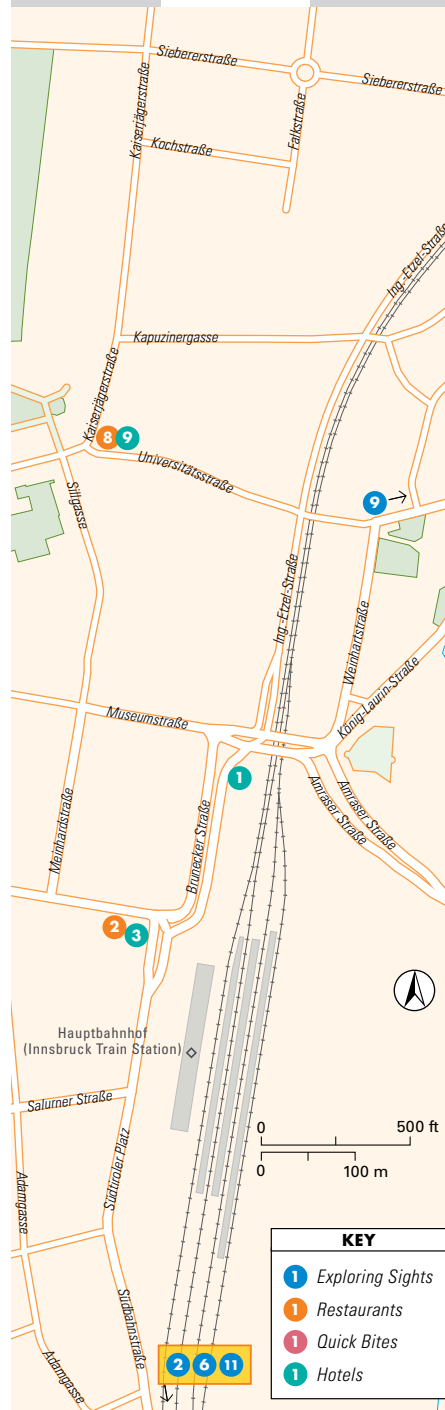 Siebererstraße
Siebererstraße
Kaiserjägerstraße
Falkstraße
Kochstraße
Ing.-Etzel-Straße
Kapuzinergasse
Kaiserjägerstraße
8 9
Universitätsstraße
Sillgasse
9
Ing.-Etzel-Straße
Weinhartstraße
König-Laurin-Straße
Museumstraße
1
Amraser Straße
Amraser Straße
Meinhardstraße
Brunecker Straße
2 3
Hauptbahnhof
(Innsbruck Train Station)
Salurner Straße
0 500 ft
0 100 m
Südtiroler Platz
Adamgasse
Südbahnstraße
Adamgasse
2 6 11
KEY
1 Exploring Sights
1 Restaurants
1 Quick Bites
1 Hotels